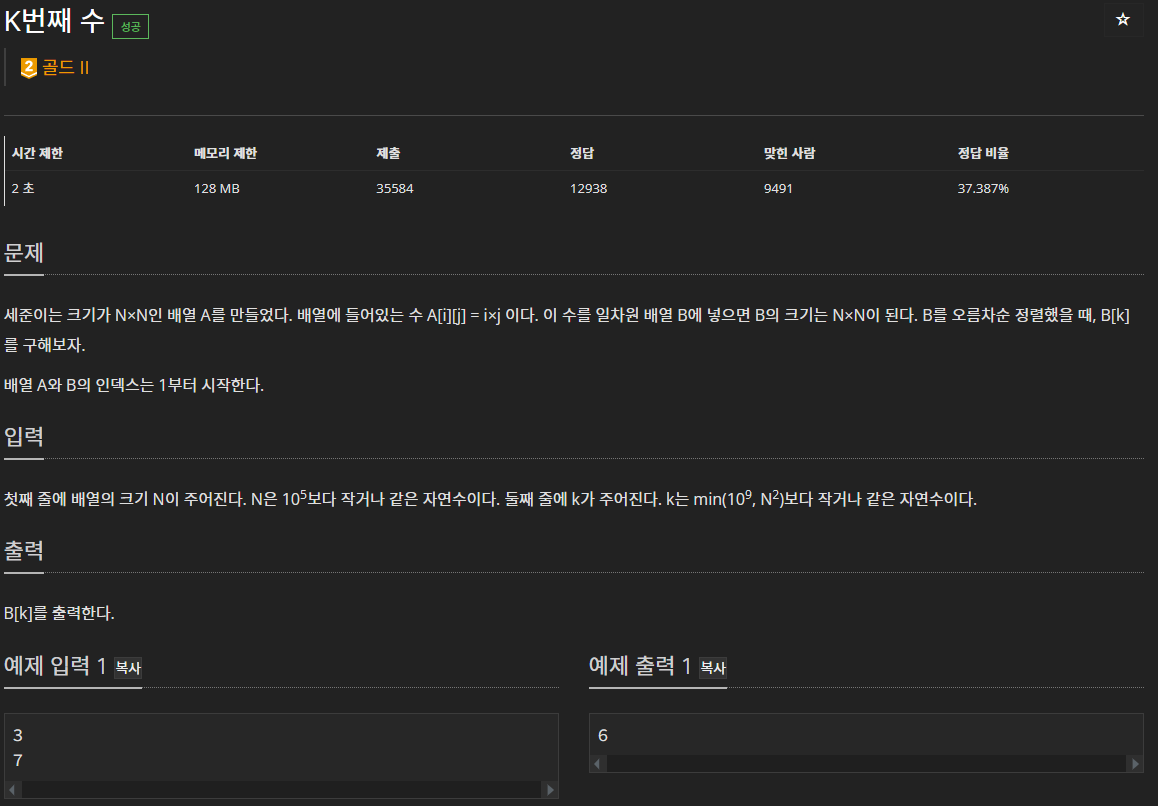 K번째 수 성공
☆
2 골드 II
시간 제한 메모리 제한 제출 정답 맞힌 사람 정답 비율
2 초 128 MB 35584 12938 9491 37.387%
문제
세준이는 크기가 N×N인 배열 A를 만들었다. 배열에 들어있는 수 A[i][j] = i×j 이다. 이 수를 일차원 배열 B에 넣으면 B의 크기는 N×N이 된다. B를 오름차순 정렬했을 때, B[k]
를 구해보자.
배열 A와 B의 인덱스는 1부터 시작한다.
입력
첫째 줄에 배열의 크기 N이 주어진다. N은 10⁵보다 작거나 같은 자연수이다. 둘째 줄에 k가 주어진다. k는 min(10⁹, N²)보다 작거나 같은 자연수이다.
출력
B[k]를 출력한다.
예제 입력 1 복사
3
7
예제 출력 1 복사
6